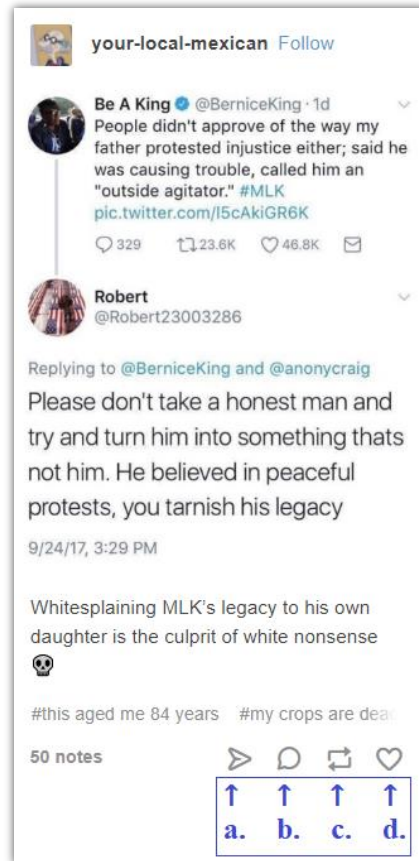 your-local-mexican Follow
Be A King @BerniceKing · 1d
People didn't approve of the way my
father protested injustice either; said he
was causing trouble, called him an
"outside agitator." #MLK
pic.twitter.com/I5cAkiGR6K
329 23.6K 46.8K
Robert
@Robert23003286
Replying to @BerniceKing and @anonycraig
Please don't take a honest man and
try and turn him into something thats
not him. He believed in peaceful
protests, you tarnish his legacy
9/24/17, 3:29 PM
Whitesplaining MLK's legacy to his own
daughter is the culprit of white nonsense
💀
#this aged me 84 years #my crops are dea
50 notes
↑ ↑ ↑ ↑
a. b. c. d.